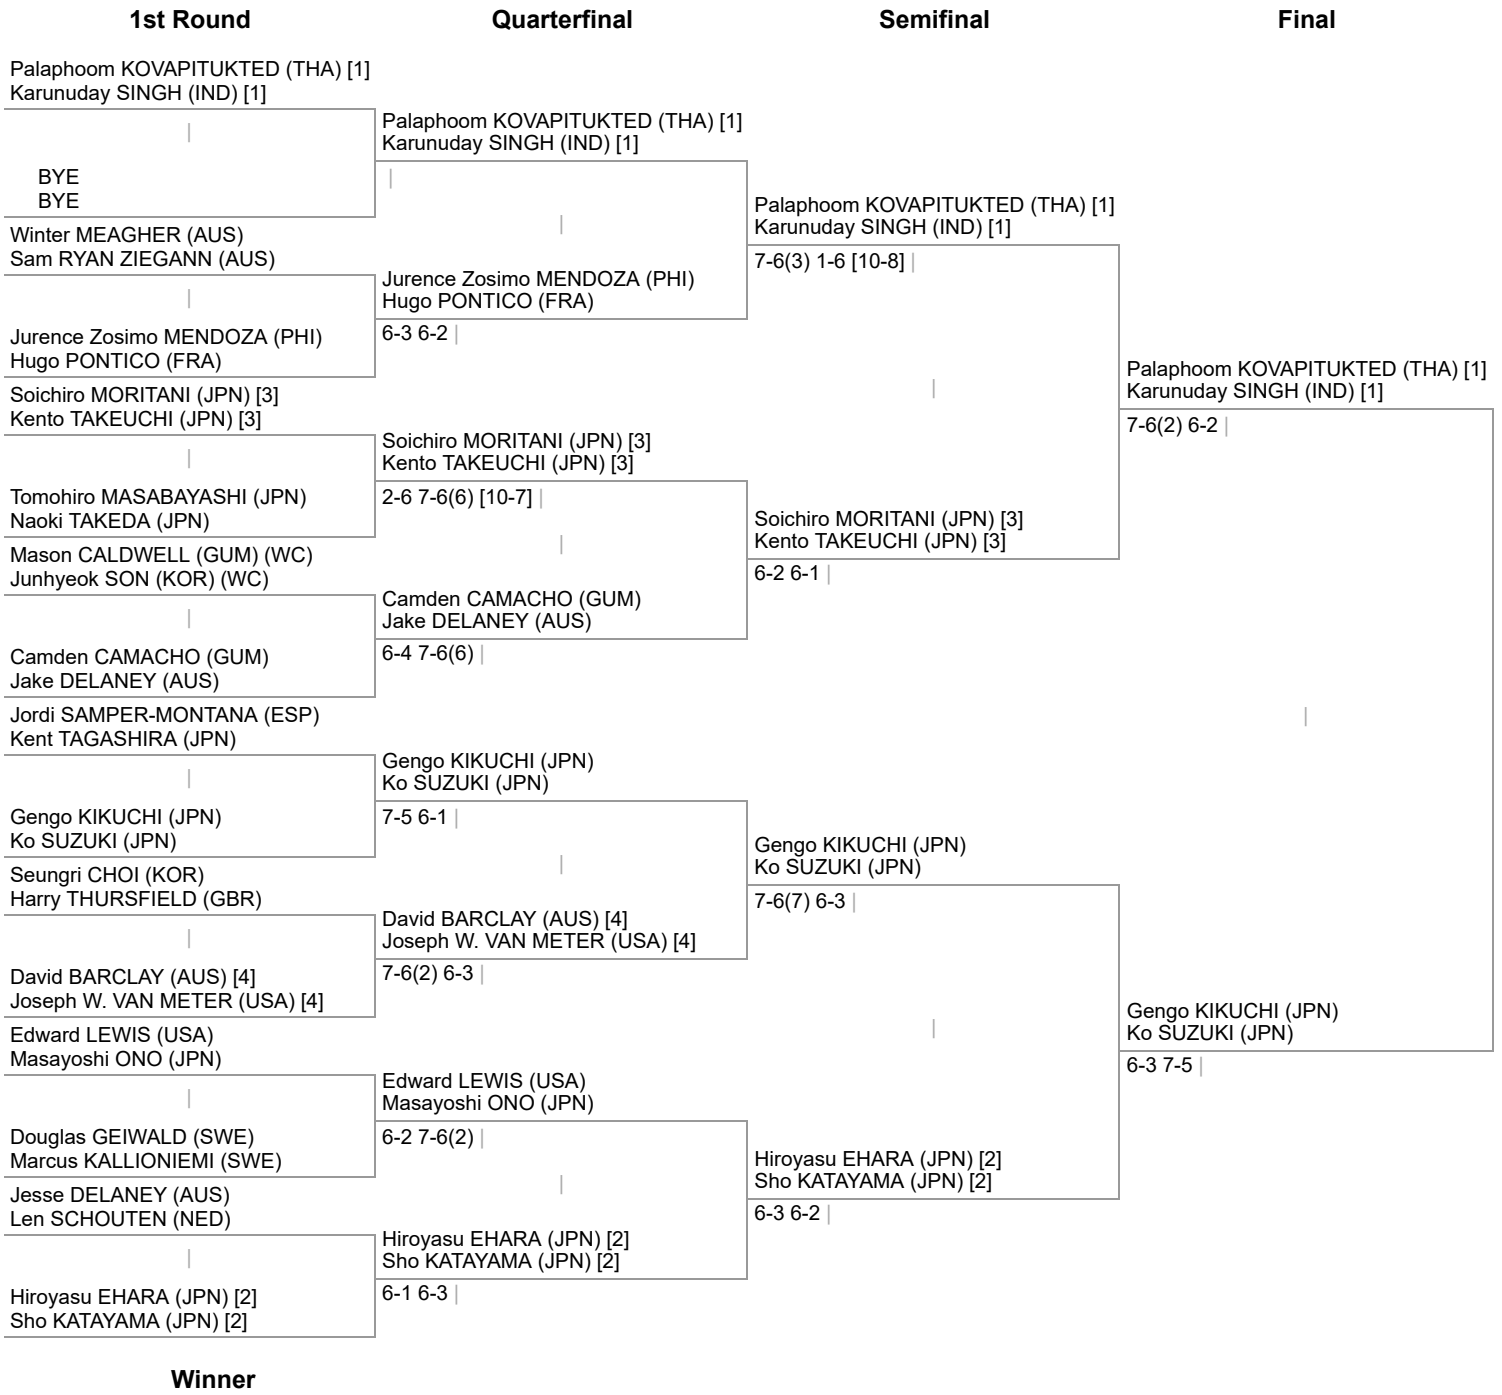 1st Round
Quarterfinal
Semifinal
Final
Palaphoom KOVAPITUKTED (THA) [1]
Karunuday SINGH (IND) [1]
BYE
BYE
Winter MEAGHER (AUS)
Sam RYAN ZIEGANN (AUS)
Jurence Zosimo MENDOZA (PHI)
Hugo PONTICO (FRA)
Soichiro MORITANI (JPN) [3]
Kento TAKEUCHI (JPN) [3]
Tomohiro MASABAYASHI (JPN)
Naoki TAKEDA (JPN)
Mason CALDWELL (GUM) (WC)
Junhyeok SON (KOR) (WC)
Camden CAMACHO (GUM)
Jake DELANEY (AUS)
Jordi SAMPER-MONTANA (ESP)
Kent TAGASHIRA (JPN)
Gengo KIKUCHI (JPN)
Ko SUZUKI (JPN)
Seungri CHOI (KOR)
Harry THURSFIELD (GBR)
David BARCLAY (AUS) [4]
Joseph W. VAN METER (USA) [4]
Edward LEWIS (USA)
Masayoshi ONO (JPN)
Douglas GEIWALD (SWE)
Marcus KALLIONIEMI (SWE)
Jesse DELANEY (AUS)
Len SCHOUTEN (NED)
Hiroyasu EHARA (JPN) [2]
Sho KATAYAMA (JPN) [2]
Palaphoom KOVAPITUKTED (THA) [1]
Karunuday SINGH (IND) [1]
Jurence Zosimo MENDOZA (PHI)
Hugo PONTICO (FRA)
6-3 6-2
Soichiro MORITANI (JPN) [3]
Kento TAKEUCHI (JPN) [3]
2-6 7-6(6) [10-7]
Camden CAMACHO (GUM)
Jake DELANEY (AUS)
6-4 7-6(6)
Gengo KIKUCHI (JPN)
Ko SUZUKI (JPN)
7-5 6-1
David BARCLAY (AUS) [4]
Joseph W. VAN METER (USA) [4]
7-6(2) 6-3
Edward LEWIS (USA)
Masayoshi ONO (JPN)
6-2 7-6(2)
Hiroyasu EHARA (JPN) [2]
Sho KATAYAMA (JPN) [2]
6-1 6-3
Palaphoom KOVAPITUKTED (THA) [1]
Karunuday SINGH (IND) [1]
7-6(3) 1-6 [10-8]
Soichiro MORITANI (JPN) [3]
Kento TAKEUCHI (JPN) [3]
6-2 6-1
Gengo KIKUCHI (JPN)
Ko SUZUKI (JPN)
7-6(7) 6-3
Hiroyasu EHARA (JPN) [2]
Sho KATAYAMA (JPN) [2]
6-3 6-2
Palaphoom KOVAPITUKTED (THA) [1]
Karunuday SINGH (IND) [1]
7-6(2) 6-2
Gengo KIKUCHI (JPN)
Ko SUZUKI (JPN)
6-3 7-5
Winner